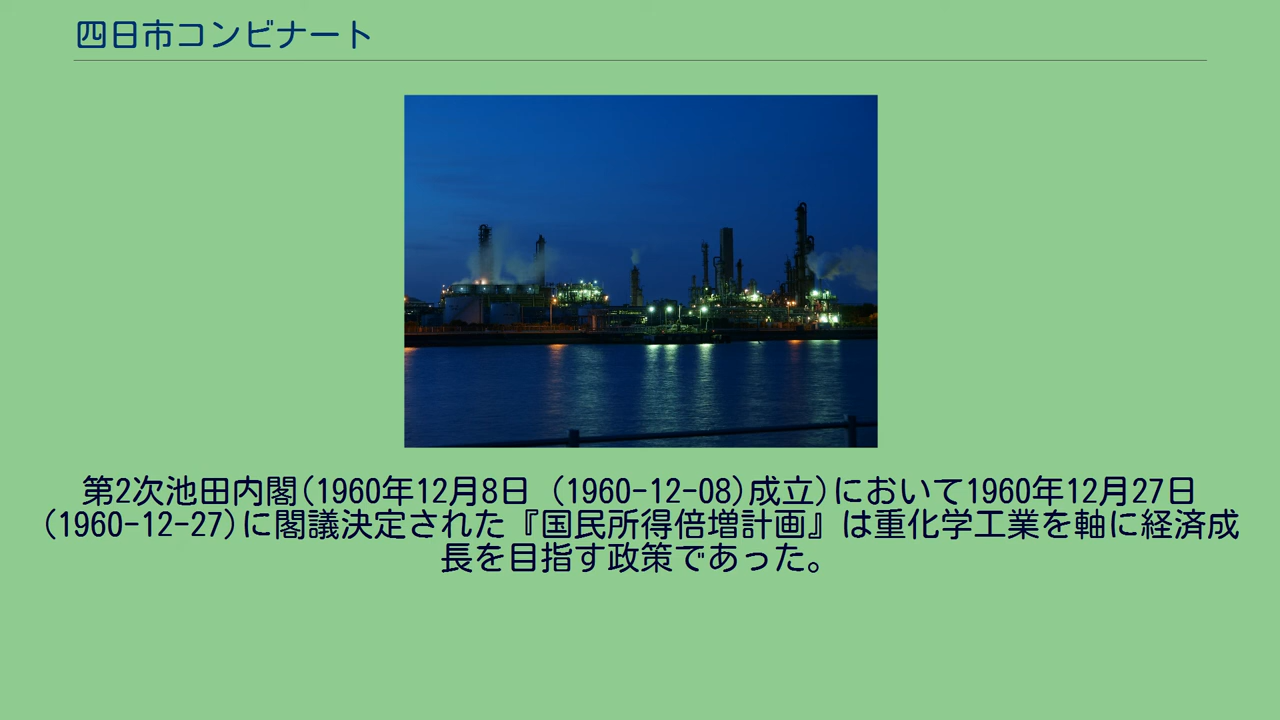 四日市コンビナート
第2次池田内閣(1960年12月8日 (1960-12-08)成立)において1960年12月27日
(1960-12-27)に閣議決定された『国民所得倍増計画』は重化学工業を軸に経済成
長を目指す政策であった。